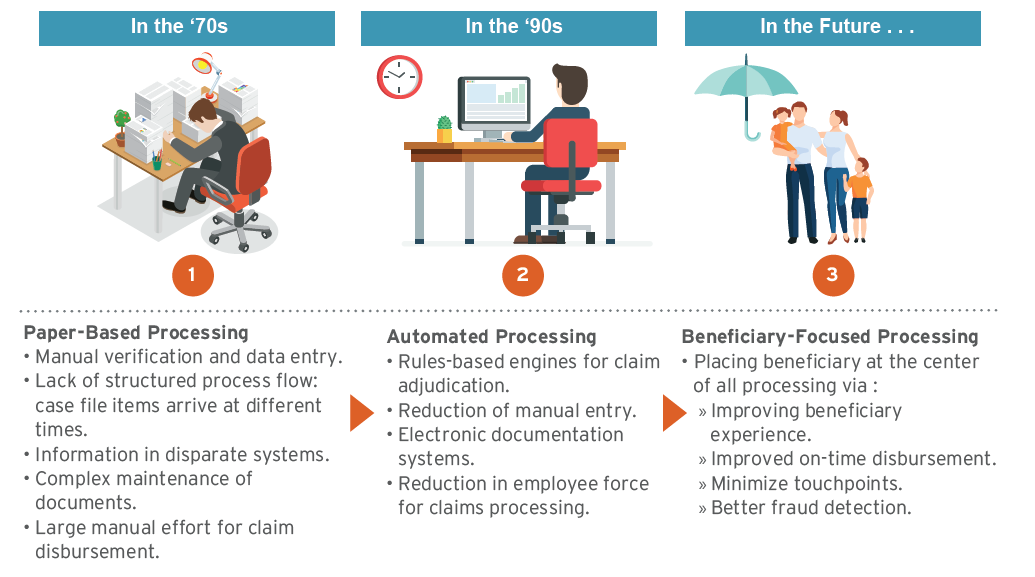 In the ‘70s
In the ‘90s
In the Future . . .
1
2
3
Paper-Based Processing
• Manual verification and data entry.
• Lack of structured process flow:
case file items arrive at different
times.
• Information in disparate systems.
• Complex maintenance of
documents.
• Large manual effort for claim
disbursement.
Automated Processing
• Rules-based engines for claim
adjudication.
• Reduction of manual entry.
• Electronic documentation
systems.
• Reduction in employee force
for claims processing.
Beneficiary-Focused Processing
• Placing beneficiary at the center
of all processing via :
» Improving beneficiary
experience.
» Improved on-time disbursement.
» Minimize touchpoints.
» Better fraud detection.